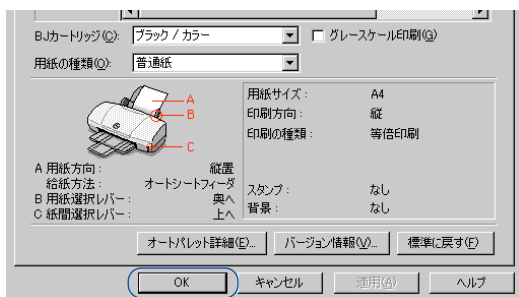 BJカートリッジ(C): ブラック / カラー グレースケール印刷(G)
用紙の種類(O): 普通紙
A
B
C
A 用紙方向 : 縦置
給紙方法 : オートシートフィーダ
B 用紙選択レバー : 奥へ
C 紙間選択レバー : 上へ
用紙サイズ : A4
印刷方向 : 縦
印刷の種類 : 等倍印刷
スタンプ : なし
背景 : なし
オートパレット詳細(E)... バージョン情報(V)... 標準に戻す(F)
OK キャンセル 適用(A) ヘルプ